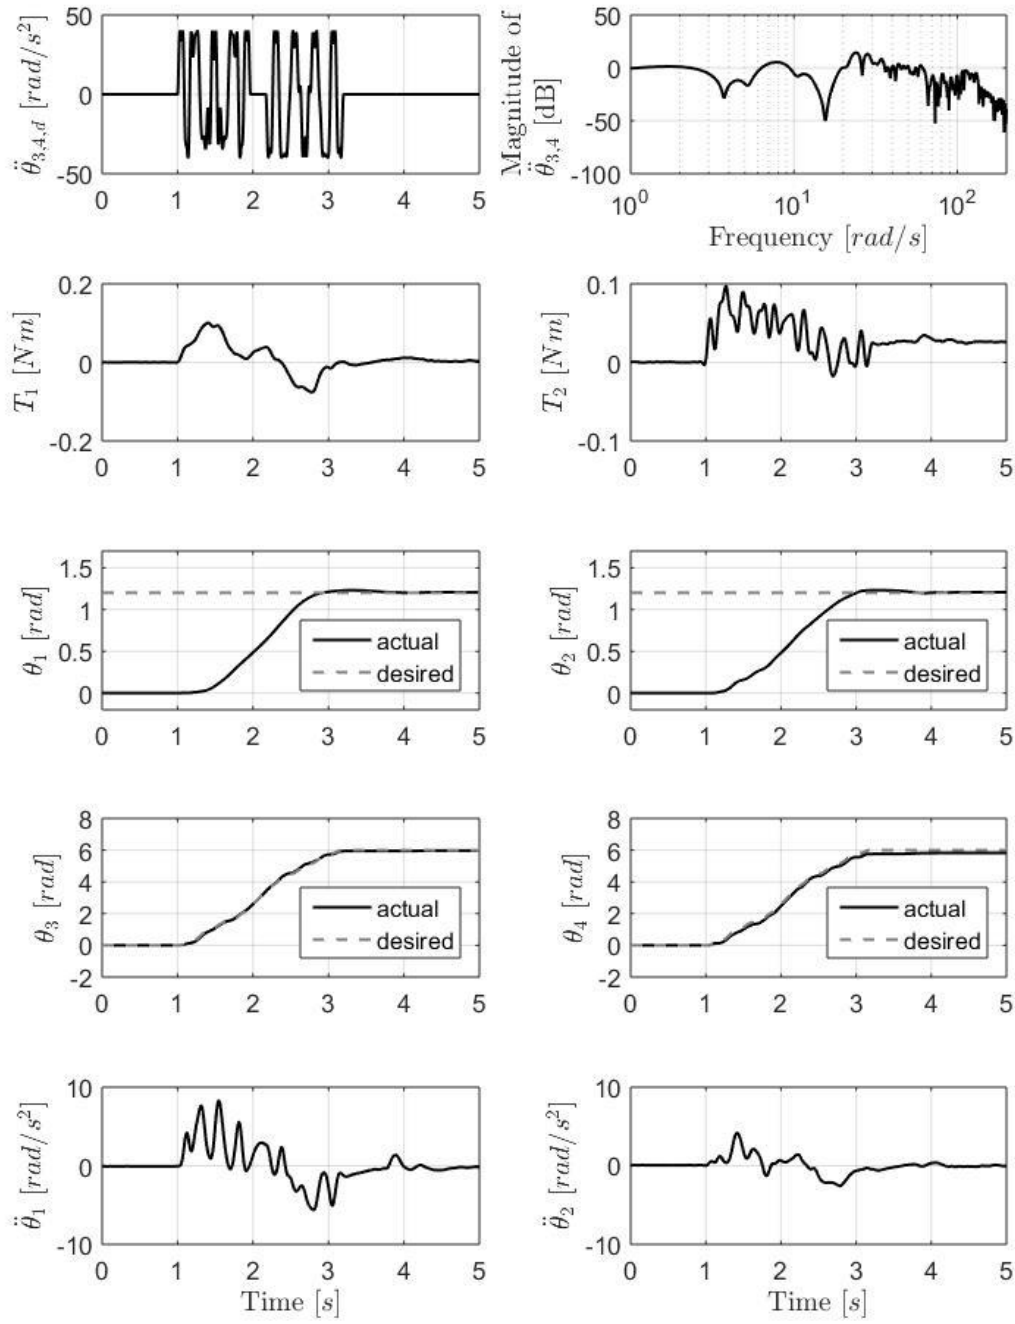 θ̈3,4,d [rad/s²]
50
0
-50
0 1 2 3 4 5
Magnitude of
θ̈3,4 [dB]
50
0
-50
-100
10⁰ 10¹ 10²
Frequency [rad/s]
T1 [Nm]
0.2
0
-0.2
0 1 2 3 4 5
T2 [Nm]
0.1
0
-0.1
0 1 2 3 4 5
θ1 [rad]
1.5
1
0.5
0
actual
desired
0 1 2 3 4 5
θ2 [rad]
1.5
1
0.5
0
actual
desired
0 1 2 3 4 5
θ3 [rad]
8
6
4
2
0
-2
actual
desired
0 1 2 3 4 5
θ4 [rad]
8
6
4
2
0
-2
actual
desired
0 1 2 3 4 5
θ̈1 [rad/s²]
10
0
-10
0 1 2 3 4 5
Time [s]
θ̈2 [rad/s²]
10
0
-10
0 1 2 3 4 5
Time [s]